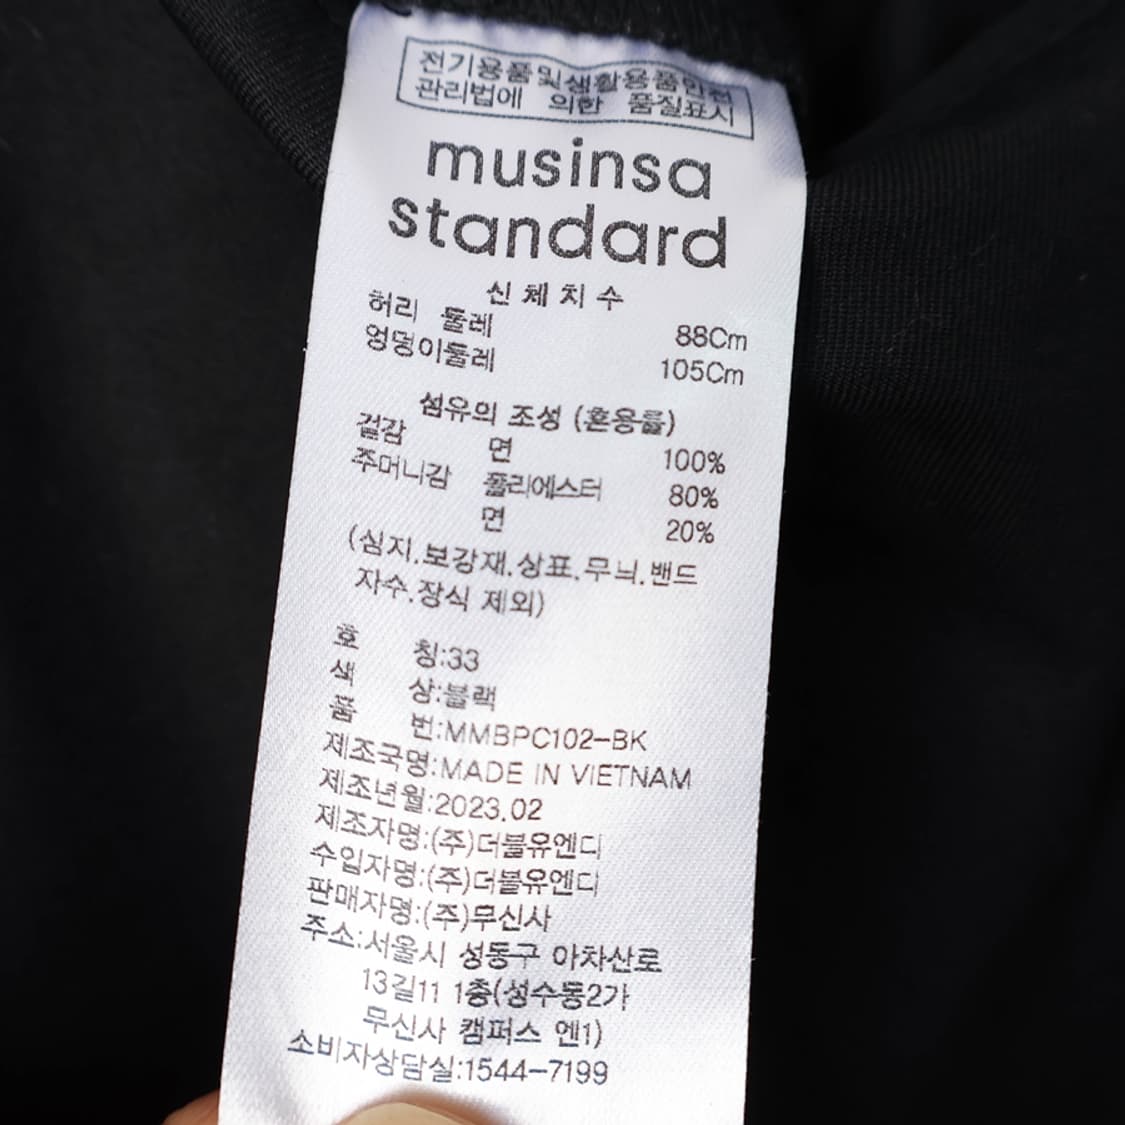 전기용품및생활용품안전
관리법에 의한 품질표시
musinsa
standard
신체치수
허리 둘레 88Cm
엉덩이둘레 105Cm
섬유의 조성 (혼용률)
겉감 면 100%
주머니감 폴리에스터 80%
면 20%
(심지.보강재.상표.무늬.밴드
자수.장식 제외)
호 칭:33
색 상:블랙
품 번:MMBPC102-BK
제조국명:MADE IN VIETNAM
제조년월:2023.02
제조자명:(주)더블유엔디
수입자명:(주)더블유엔디
판매자명:(주)무신사
주소:서울시 성동구 아차산로
13길11 1층(성수동2가
무신사 캠퍼스 엔1)
소비자상담실:1544-7199